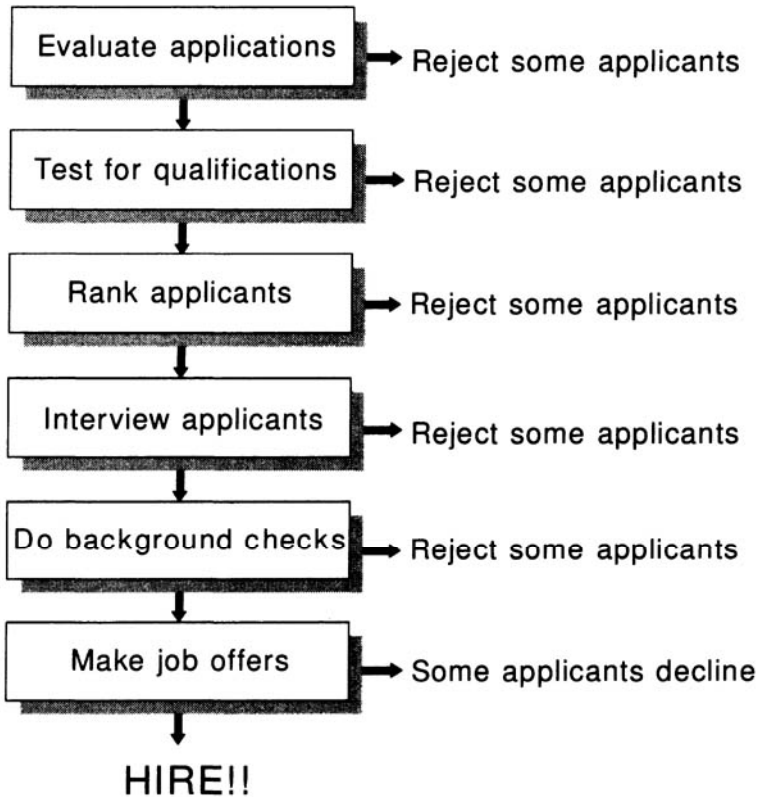 Evaluate applications
Reject some applicants
Test for qualifications
Reject some applicants
Rank applicants
Reject some applicants
Interview applicants
Reject some applicants
Do background checks
Reject some applicants
Make job offers
Some applicants decline
HIRE!!